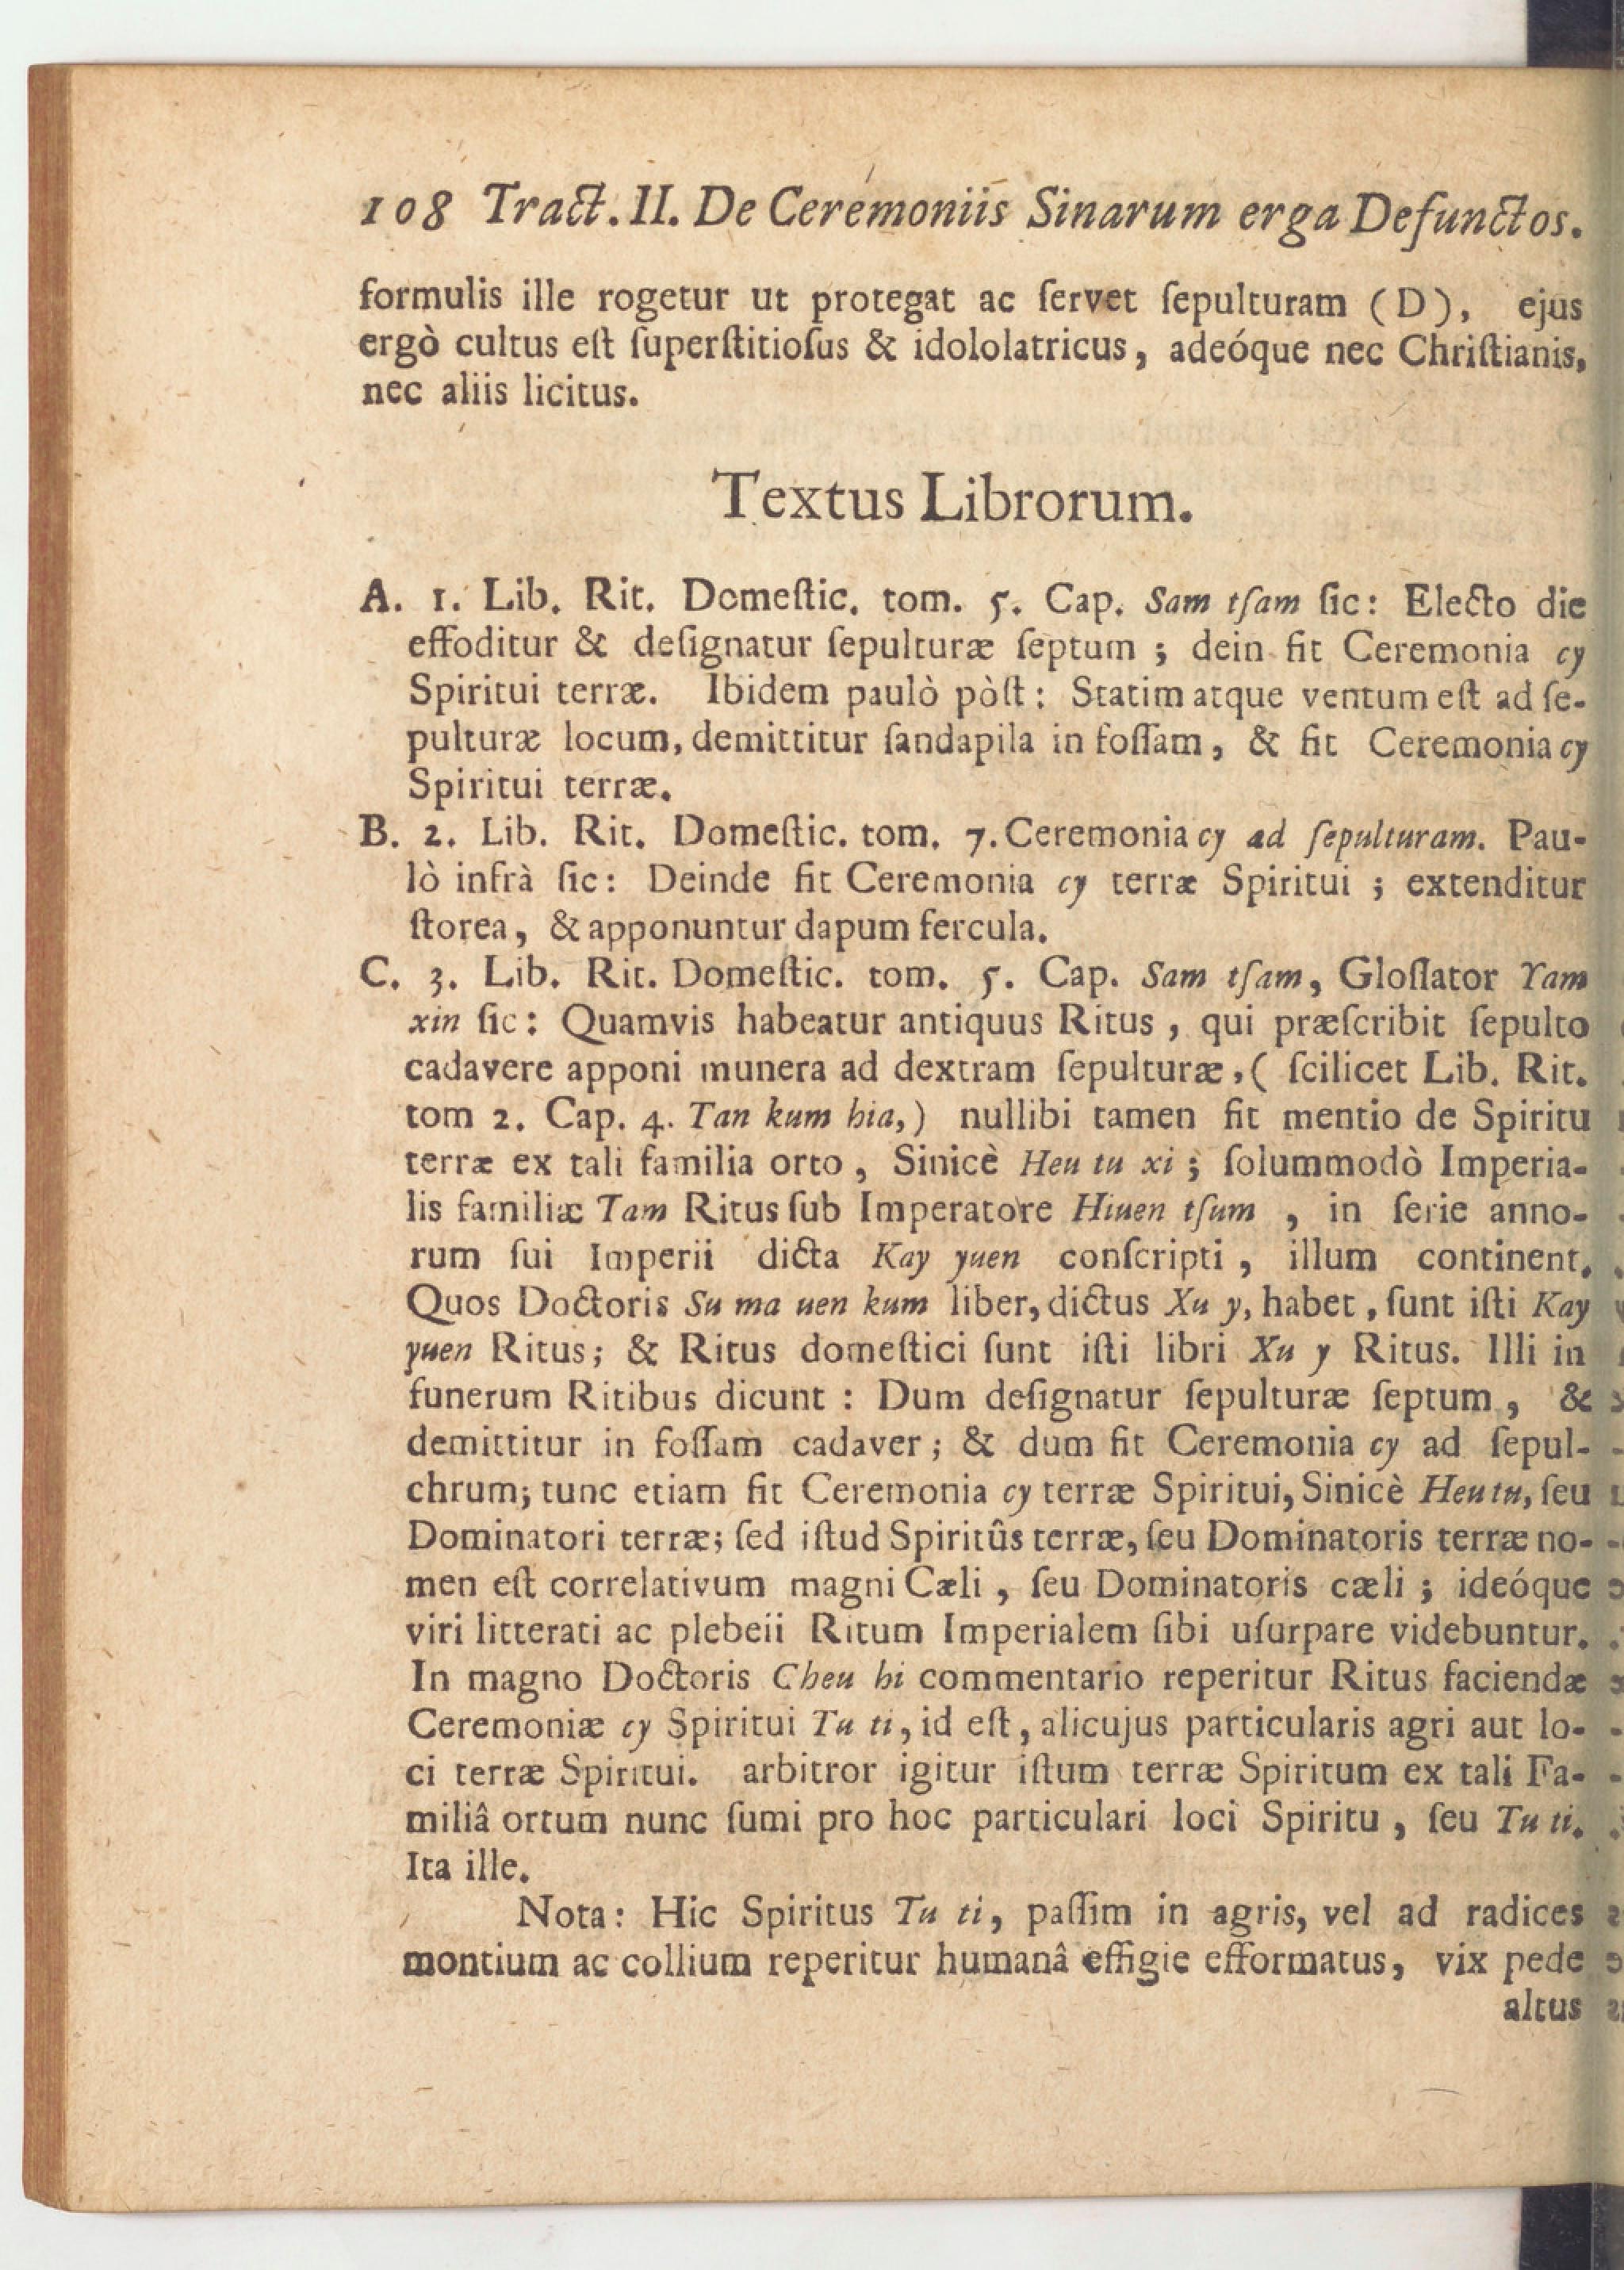 108 Tract. II. De Ceremoniis Sinarum erga Defunctos.
formulis ille rogetur ut protegat ac ſervet ſepulturam (D), ejus
ergò cultus eſt ſuperſtitioſus & idololatricus, adeóque nec Chriſtianis,
nec aliis licitus.
Textus Librorum.
A. 1. Lib. Rit. Domeſtic. tom. 5. Cap. Sam tſam ſic: Electo die
effoditur & deſignatur ſepulturæ ſeptum ; dein fit Ceremonia cy
Spiritui terræ. Ibidem paulò pòſt: Statim atque ventum eſt ad ſe-
pulturæ locum, demittitur ſandapila in foſſam, & fit Ceremonia cy
Spiritui terræ.
B. 2. Lib. Rit. Domeſtic. tom. 7. Ceremonia cy ad ſepulturam. Pau-
lò infrà ſic: Deinde fit Ceremonia cy terræ Spiritui ; extenditur
ſtorea, & apponuntur dapum fercula.
C. 3. Lib. Rit. Domeſtic. tom. 5. Cap. Sam tſam, Gloſſator Yam
xin ſic: Quamvis habeatur antiquus Ritus, qui præſcribit ſepulto
cadavere apponi munera ad dextram ſepulturæ, ( ſcilicet Lib. Rit.
tom 2. Cap. 4. Tan kum hia,) nullibi tamen fit mentio de Spiritu
terræ ex tali familia orto, Sinicè Heu tu xi ; ſolummodò Imperia-
lis familiæ Tam Ritus ſub Imperatore Hiuen tſum , in ſerie anno-
rum ſui Imperii dicta Kay yuen conſcripti, illum continent.
Quos Doctoris Su ma uen kum liber, dictus Xu y, habet, ſunt iſti Kay
yuen Ritus; & Ritus domeſtici ſunt iſti libri Xu y Ritus. Illi in
funerum Ritibus dicunt : Dum deſignatur ſepulturæ ſeptum, &
demittitur in foſſam cadaver ; & dum fit Ceremonia cy ad ſepul-
chrum; tunc etiam fit Ceremonia cy terræ Spiritui, Sinicè Heu tu, ſeu
Dominatori terræ; ſed iſtud Spiritûs terræ, ſeu Dominatoris terræ no-
men eſt correlativum magni Cæli, ſeu Dominatoris cæli ; ideóque
viri litterati ac plebeii Ritum Imperialem ſibi uſurpare videbuntur.
In magno Doctoris Cheu hi commentario reperitur Ritus faciendæ
Ceremoniæ cy Spiritui Tu ti, id eſt, alicujus particularis agri aut lo-
ci terræ Spiritui. arbitror igitur iſtum terræ Spiritum ex tali Fa-
miliâ ortum nunc ſumi pro hoc particulari loci Spiritu, ſeu Tu ti.
Ita ille.
Nota: Hic Spiritus Tu ti, paſſim in agris, vel ad radices
montium ac collium reperitur humanâ effigie efformatus, vix pede
altus